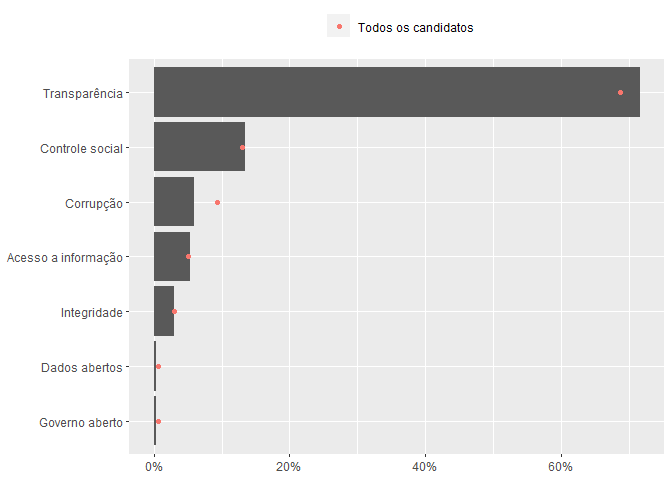 Todos os candidatos
Transparência
Controle social
Corrupção
Acesso a informação
Integridade
Dados abertos
Governo aberto
0% 20% 40% 60%